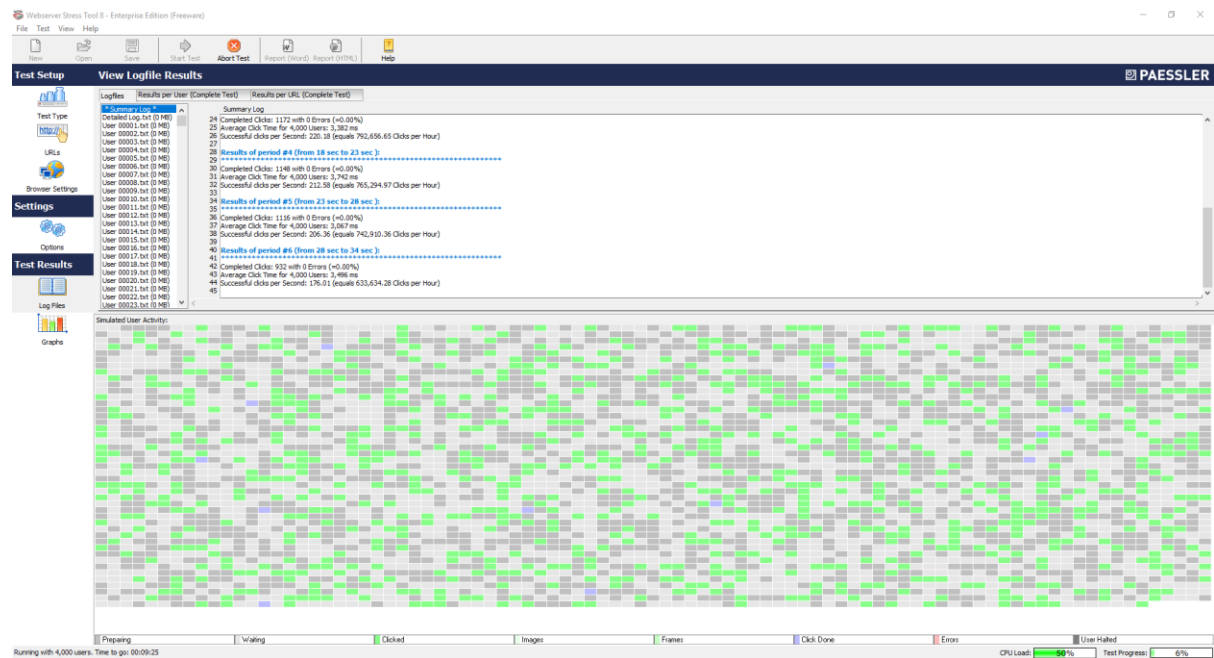 Webserver Stress Tool 8 - Enterprise Edition (Freeware)
File Test View Help
New Open Save Start Test Abort Test Report (Word) Report (HTML) Help
Test Setup
View Logfile Results
PAESSLER
Test Type
URLs
Browser Settings
Settings
Options
Test Results
Log Files
Graphs
Logfiles Results per User (Complete Test) Results per URL (Complete Test)
* Summary Log *
Detailed Log.txt (0 MB)
User 00001.txt (0 MB)
User 00002.txt (0 MB)
User 00003.txt (0 MB)
User 00004.txt (0 MB)
User 00005.txt (0 MB)
User 00006.txt (0 MB)
User 00007.txt (0 MB)
User 00008.txt (0 MB)
User 00009.txt (0 MB)
User 00010.txt (0 MB)
User 00011.txt (0 MB)
User 00012.txt (0 MB)
User 00013.txt (0 MB)
User 00014.txt (0 MB)
User 00015.txt (0 MB)
User 00016.txt (0 MB)
User 00017.txt (0 MB)
User 00018.txt (0 MB)
User 00019.txt (0 MB)
User 00020.txt (0 MB)
User 00021.txt (0 MB)
User 00022.txt (0 MB)
User 00023.txt (0 MB)
Summary Log
24 Completed Clicks: 1172 with 0 Errors (=0.00%)
25 Average Click Time for 4,000 Users: 3,382 ms
26 Successful clicks per Second: 220.18 (equals 792,656.65 Clicks per Hour)
27
28 Results of period #4 (from 18 sec to 23 sec ):
29 ****************************************************************
30 Completed Clicks: 1148 with 0 Errors (=0.00%)
31 Average Click Time for 4,000 Users: 3,742 ms
32 Successful clicks per Second: 212.58 (equals 765,294.97 Clicks per Hour)
33
34 Results of period #5 (from 23 sec to 28 sec ):
35 ****************************************************************
36 Completed Clicks: 1116 with 0 Errors (=0.00%)
37 Average Click Time for 4,000 Users: 3,067 ms
38 Successful clicks per Second: 206.36 (equals 742,910.36 Clicks per Hour)
39
40 Results of period #6 (from 28 sec to 34 sec ):
41 ****************************************************************
42 Completed Clicks: 932 with 0 Errors (=0.00%)
43 Average Click Time for 4,000 Users: 3,496 ms
44 Successful clicks per Second: 176.01 (equals 633,634.28 Clicks per Hour)
45
Simulated User Activity:
Preparing Waiting Clicked Images Frames Click Done Errors User Halted
Running with 4,000 users. Time to go: 00:09:25
CPU Load: 50% Test Progress: 6%